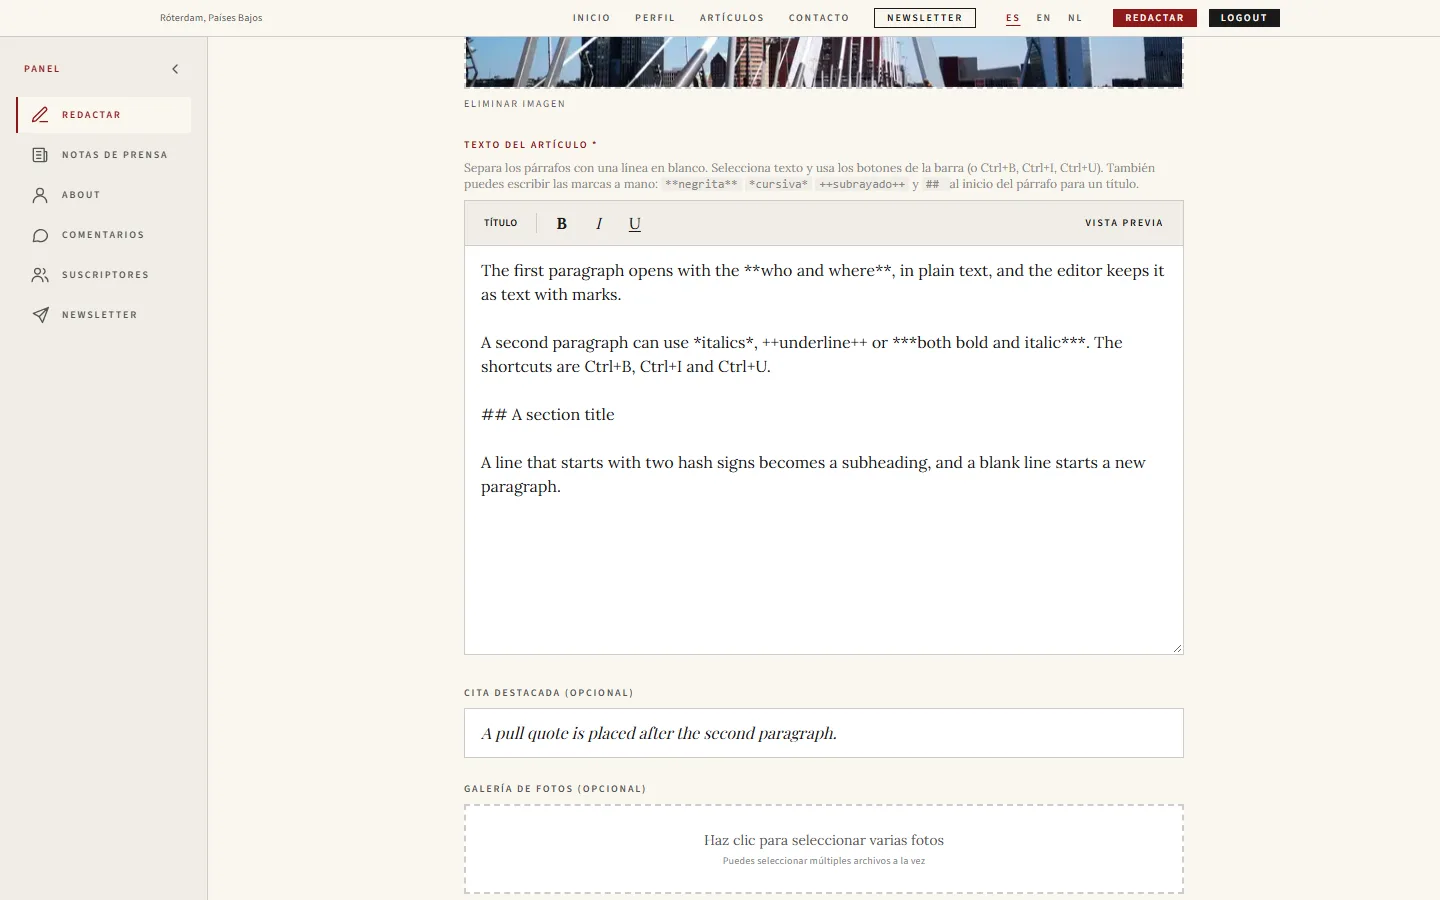 Róterdam, Países Bajos
INICIO PERFIL ARTÍCULOS CONTACTO NEWSLETTER ES EN NL REDACTAR LOGOUT
PANEL
REDACTAR
NOTAS DE PRENSA
ABOUT
COMENTARIOS
SUSCRIPTORES
NEWSLETTER
ELIMINAR IMAGEN
TEXTO DEL ARTÍCULO *
Separa los párrafos con una línea en blanco. Selecciona texto y usa los botones de la barra (o Ctrl+B, Ctrl+I, Ctrl+U). También
puedes escribir las marcas a mano: **negrita** *cursiva* ++subrayado++ y ## al inicio del párrafo para un título.
TÍTULO B I U VISTA PREVIA
The first paragraph opens with the **who and where**, in plain text, and the editor keeps it
as text with marks.
A second paragraph can use *italics*, ++underline++ or ***both bold and italic***. The
shortcuts are Ctrl+B, Ctrl+I and Ctrl+U.
## A section title
A line that starts with two hash signs becomes a subheading, and a blank line starts a new
paragraph.
CITA DESTACADA (OPCIONAL)
A pull quote is placed after the second paragraph.
GALERÍA DE FOTOS (OPCIONAL)
Haz clic para seleccionar varias fotos
Puedes seleccionar múltiples archivos a la vez